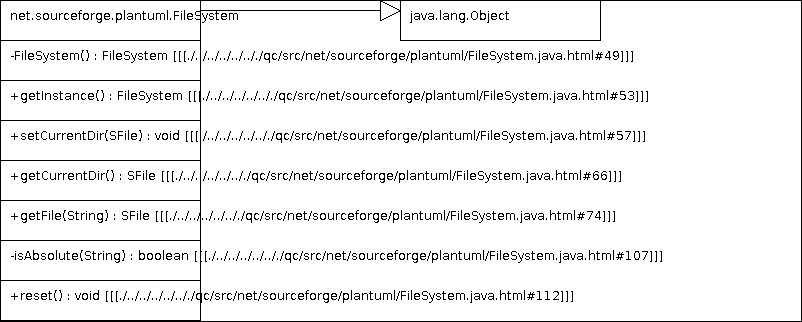 net.sourceforge.plantuml.FileSystem
java.lang.Object
-FileSystem() : FileSystem [[[./../../../../../../qc/src/net/sourceforge/plantuml/FileSystem.java.html#49]]]
+getInstance() : FileSystem [[[./../../../../../../qc/src/net/sourceforge/plantuml/FileSystem.java.html#53]]]
+setCurrentDir(SFile) : void [[[./../../../../../../qc/src/net/sourceforge/plantuml/FileSystem.java.html#57]]]
+getCurrentDir() : SFile [[[./../../../../../../qc/src/net/sourceforge/plantuml/FileSystem.java.html#66]]]
+getFile(String) : SFile [[[./../../../../../../qc/src/net/sourceforge/plantuml/FileSystem.java.html#74]]]
-isAbsolute(String) : boolean [[[./../../../../../../qc/src/net/sourceforge/plantuml/FileSystem.java.html#107]]]
+reset() : void [[[./../../../../../../qc/src/net/sourceforge/plantuml/FileSystem.java.html#112]]]